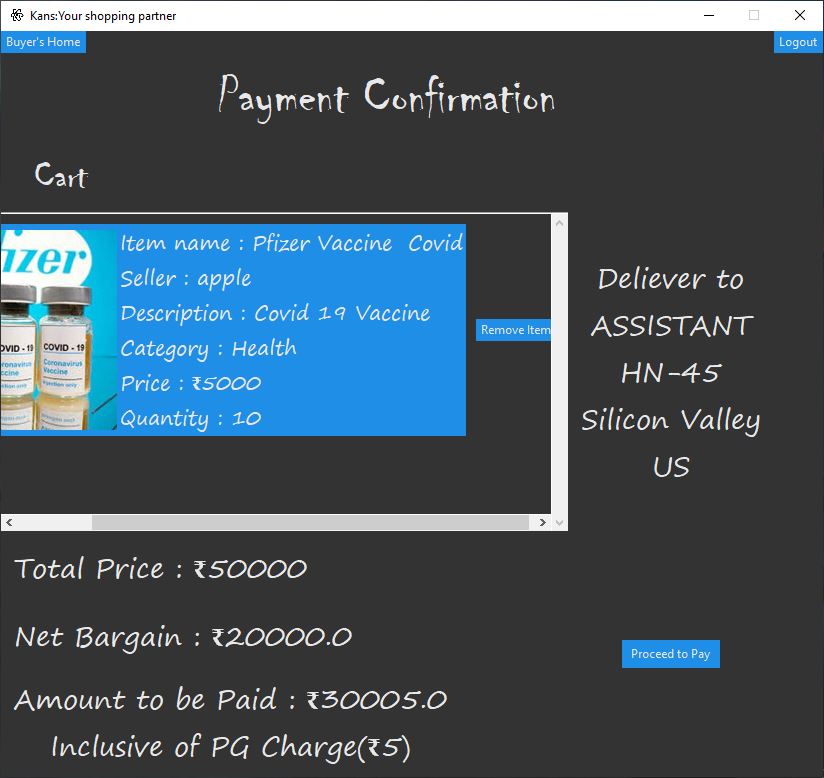 Kans:Your shopping partner
Buyer's Home
Logout
Payment Confirmation
Cart
fizer
COVID - 19
Coronavirus
Vaccine
Injection only
Item name : Pfizer Vaccine  Covid
Seller : apple
Description : Covid 19 Vaccine
Category : Health
Price : ₹5000
Quantity : 10
Remove Item
Deliever to
ASSISTANT
HN-45
Silicon Valley
US
Total Price : ₹50000
Net Bargain : ₹20000.0
Amount to be Paid : ₹30005.0
Inclusive of PG Charge(₹5)
Proceed to Pay